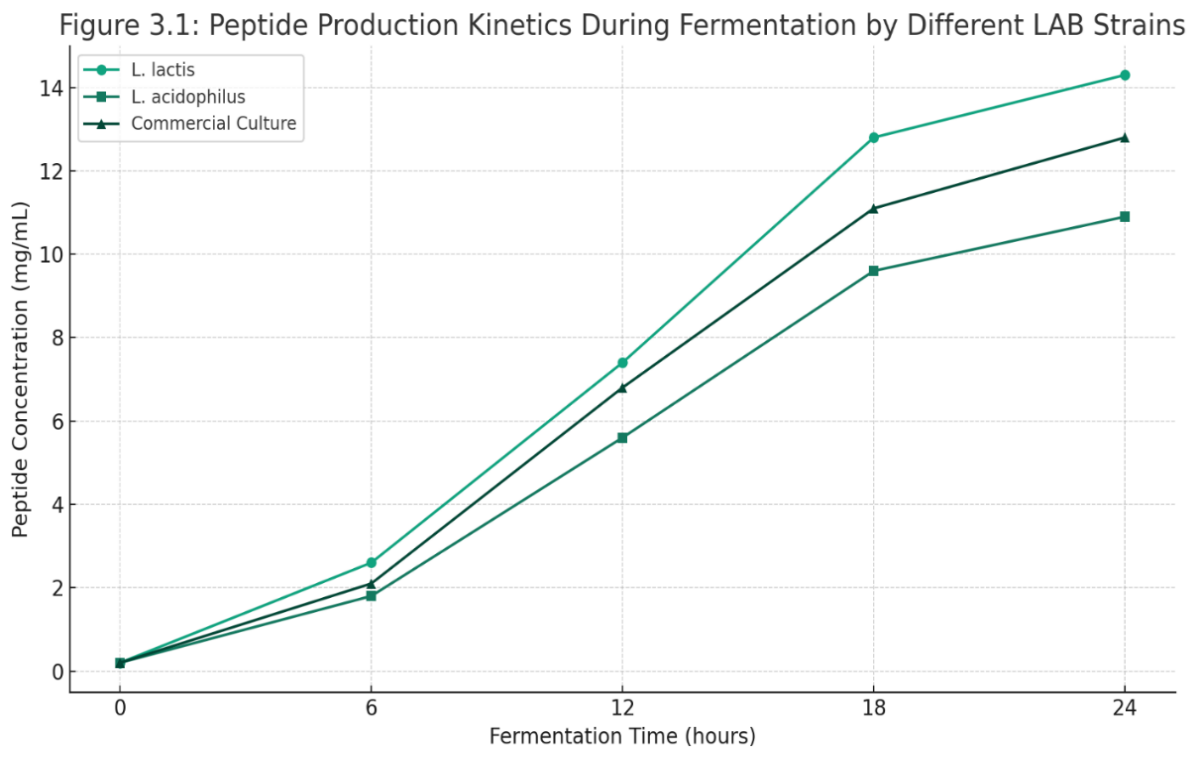 Figure 3.1: Peptide Production Kinetics During Fermentation by Different LAB Strains
L. lactis
L. acidophilus
Commercial Culture
Peptide Concentration (mg/mL)
14
12
10
8
6
4
2
0
0 6 12 18 24
Fermentation Time (hours)